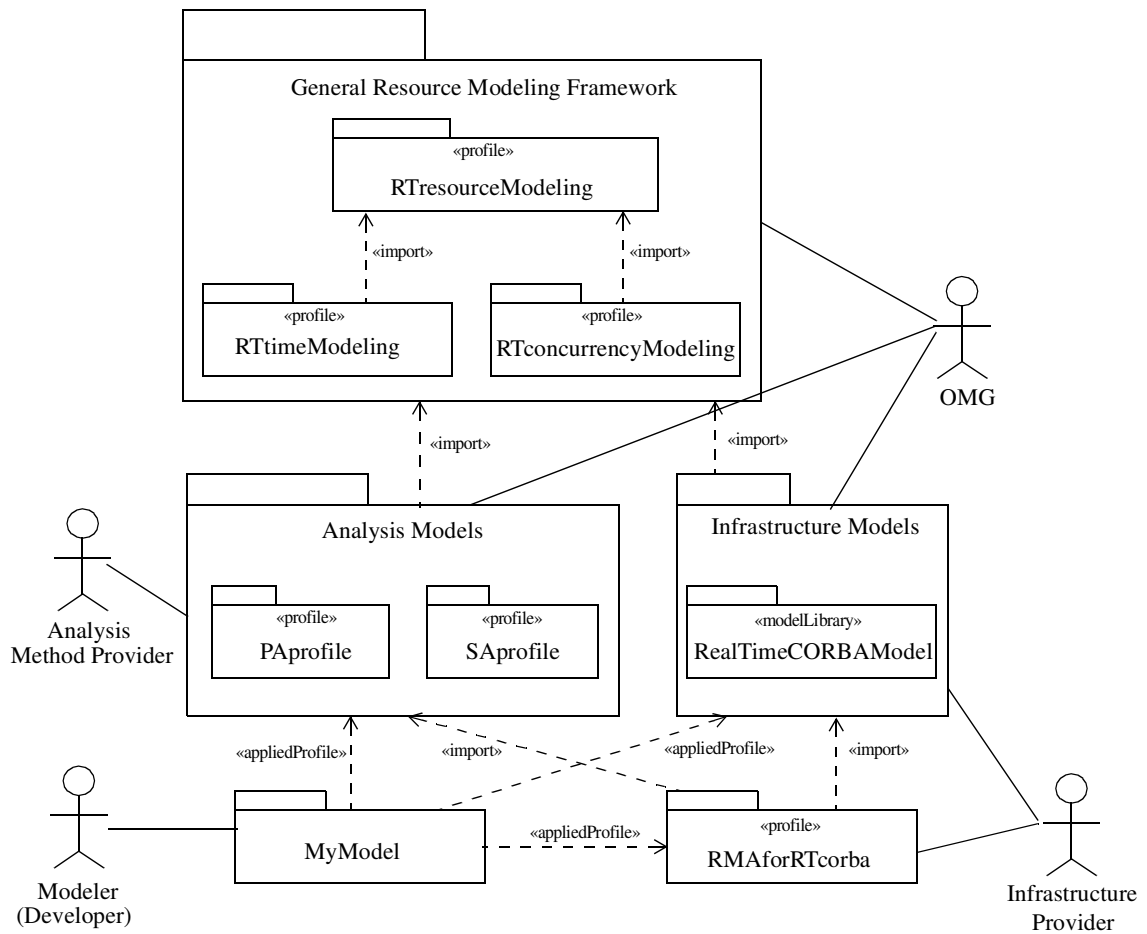 General Resource Modeling Framework
«profile»
RTresourceModeling
«import»
«import»
«profile»
RTtimeModeling
«profile»
RTconcurrencyModeling
OMG
«import»
«import»
Analysis Models
Infrastructure Models
«profile»
PAprofile
«profile»
SAprofile
«modelLibrary»
RealTimeCORBAModel
Analysis
Method Provider
«appliedProfile»
«import»
«appliedProfile»
«import»
MyModel
«appliedProfile»
«profile»
RMAforRTcorba
Modeler
(Developer)
Infrastructure
Provider